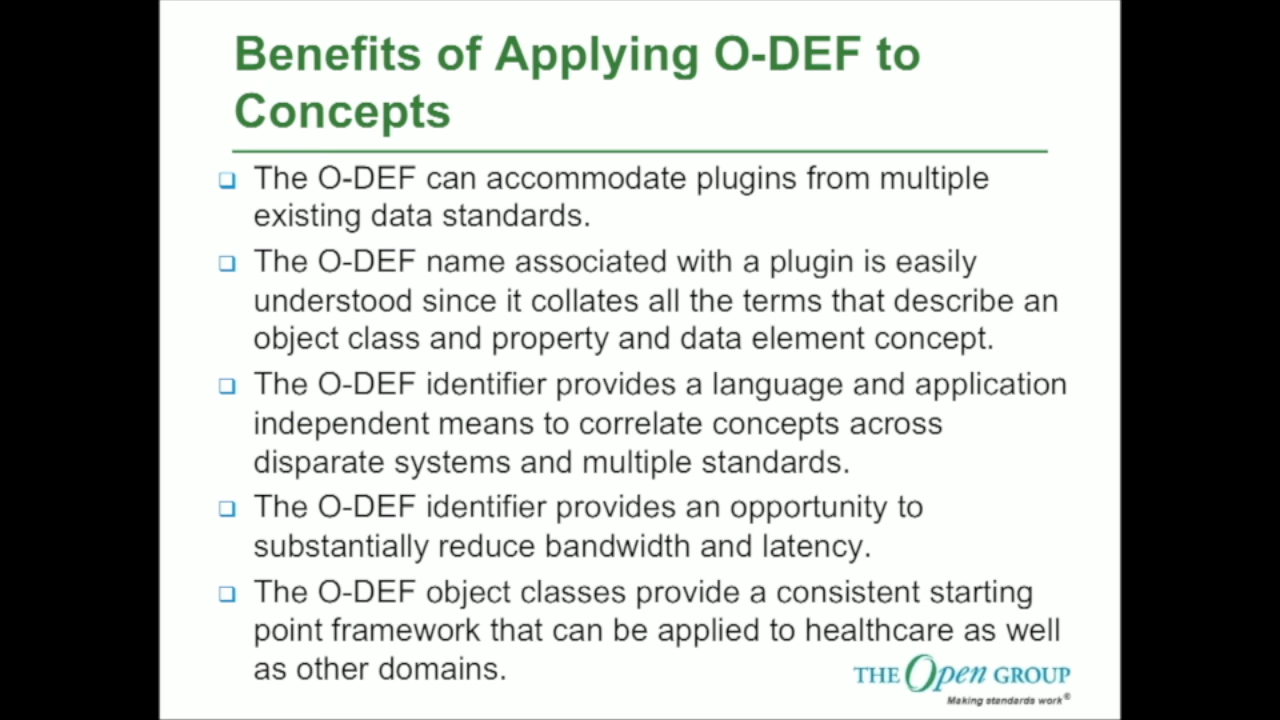 Benefits of Applying O-DEF to
Concepts
❑ The O-DEF can accommodate plugins from multiple
existing data standards.
❑ The O-DEF name associated with a plugin is easily
understood since it collates all the terms that describe an
object class and property and data element concept.
❑ The O-DEF identifier provides a language and application
independent means to correlate concepts across
disparate systems and multiple standards.
❑ The O-DEF identifier provides an opportunity to
substantially reduce bandwidth and latency.
❑ The O-DEF object classes provide a consistent starting
point framework that can be applied to healthcare as well
as other domains.
THE Open GROUP
Making standards work®